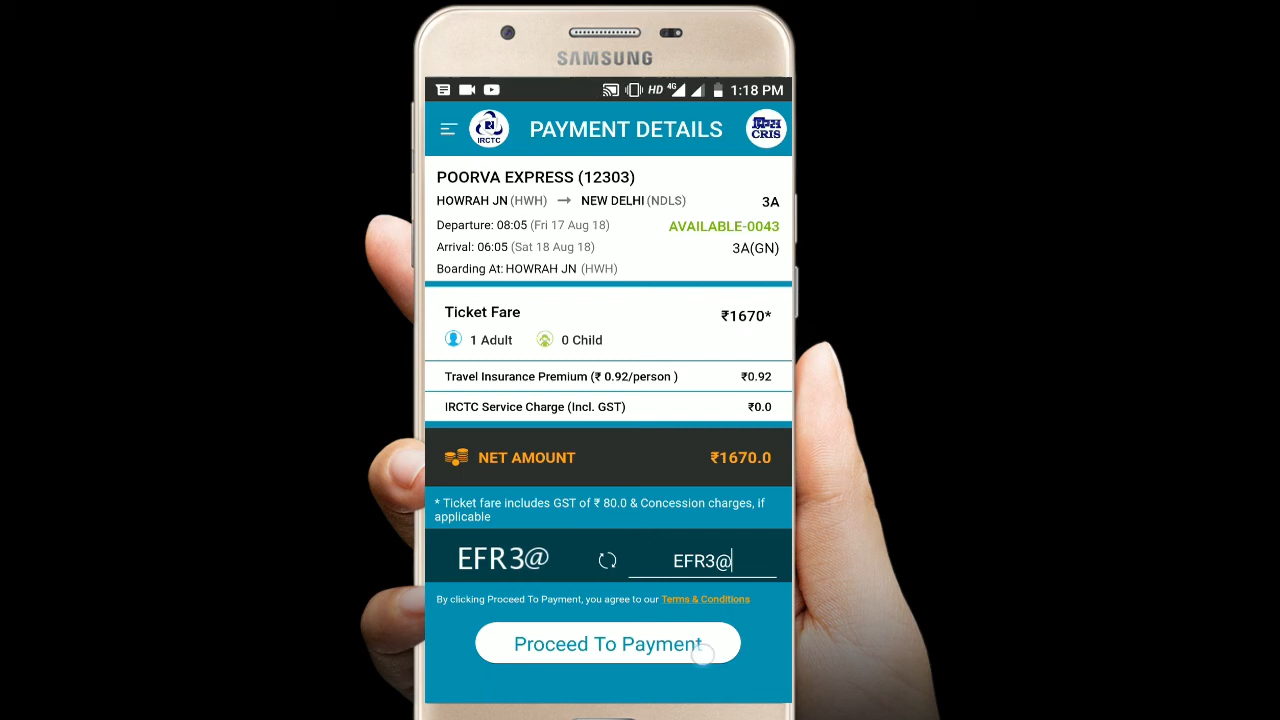 SAMSUNG
HD 4G 1:18 PM
IRCTC PAYMENT DETAILS क्रिस CRIS
POORVA EXPRESS (12303)
HOWRAH JN (HWH) → NEW DELHI (NDLS) 3A
Departure: 08:05 (Fri 17 Aug 18) AVAILABLE-0043
Arrival: 06:05 (Sat 18 Aug 18) 3A(GN)
Boarding At: HOWRAH JN (HWH)
Ticket Fare ₹1670*
1 Adult 0 Child
Travel Insurance Premium (₹ 0.92/person ) ₹0.92
IRCTC Service Charge (Incl. GST) ₹0.0
NET AMOUNT ₹1670.0
* Ticket fare includes GST of ₹ 80.0 & Concession charges, if
applicable
EFR3@ EFR3@
By clicking Proceed To Payment, you agree to our Terms & Conditions
Proceed To Payment